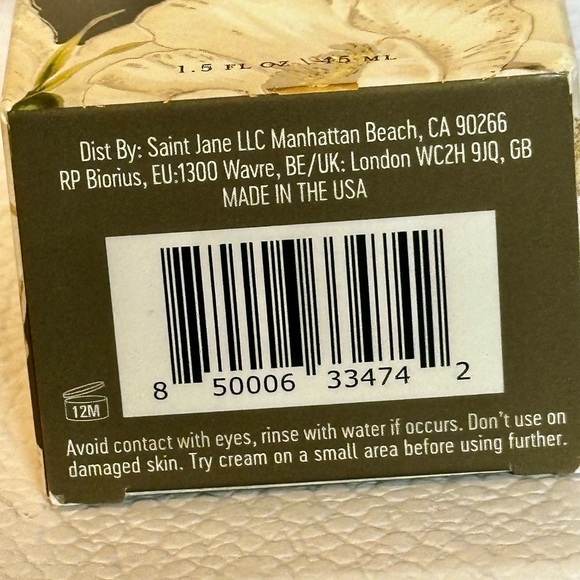 1.5 FL OZ \ 45 ML
Dist By: Saint Jane LLC Manhattan Beach, CA 90266
RP Biorius, EU:1300 Wavre, BE/UK: London WC2H 9JQ, GB
MADE IN THE USA
8 50006 33474 2
12M
Avoid contact with eyes, rinse with water if occurs. Don't use on
damaged skin. Try cream on a small area before using further.